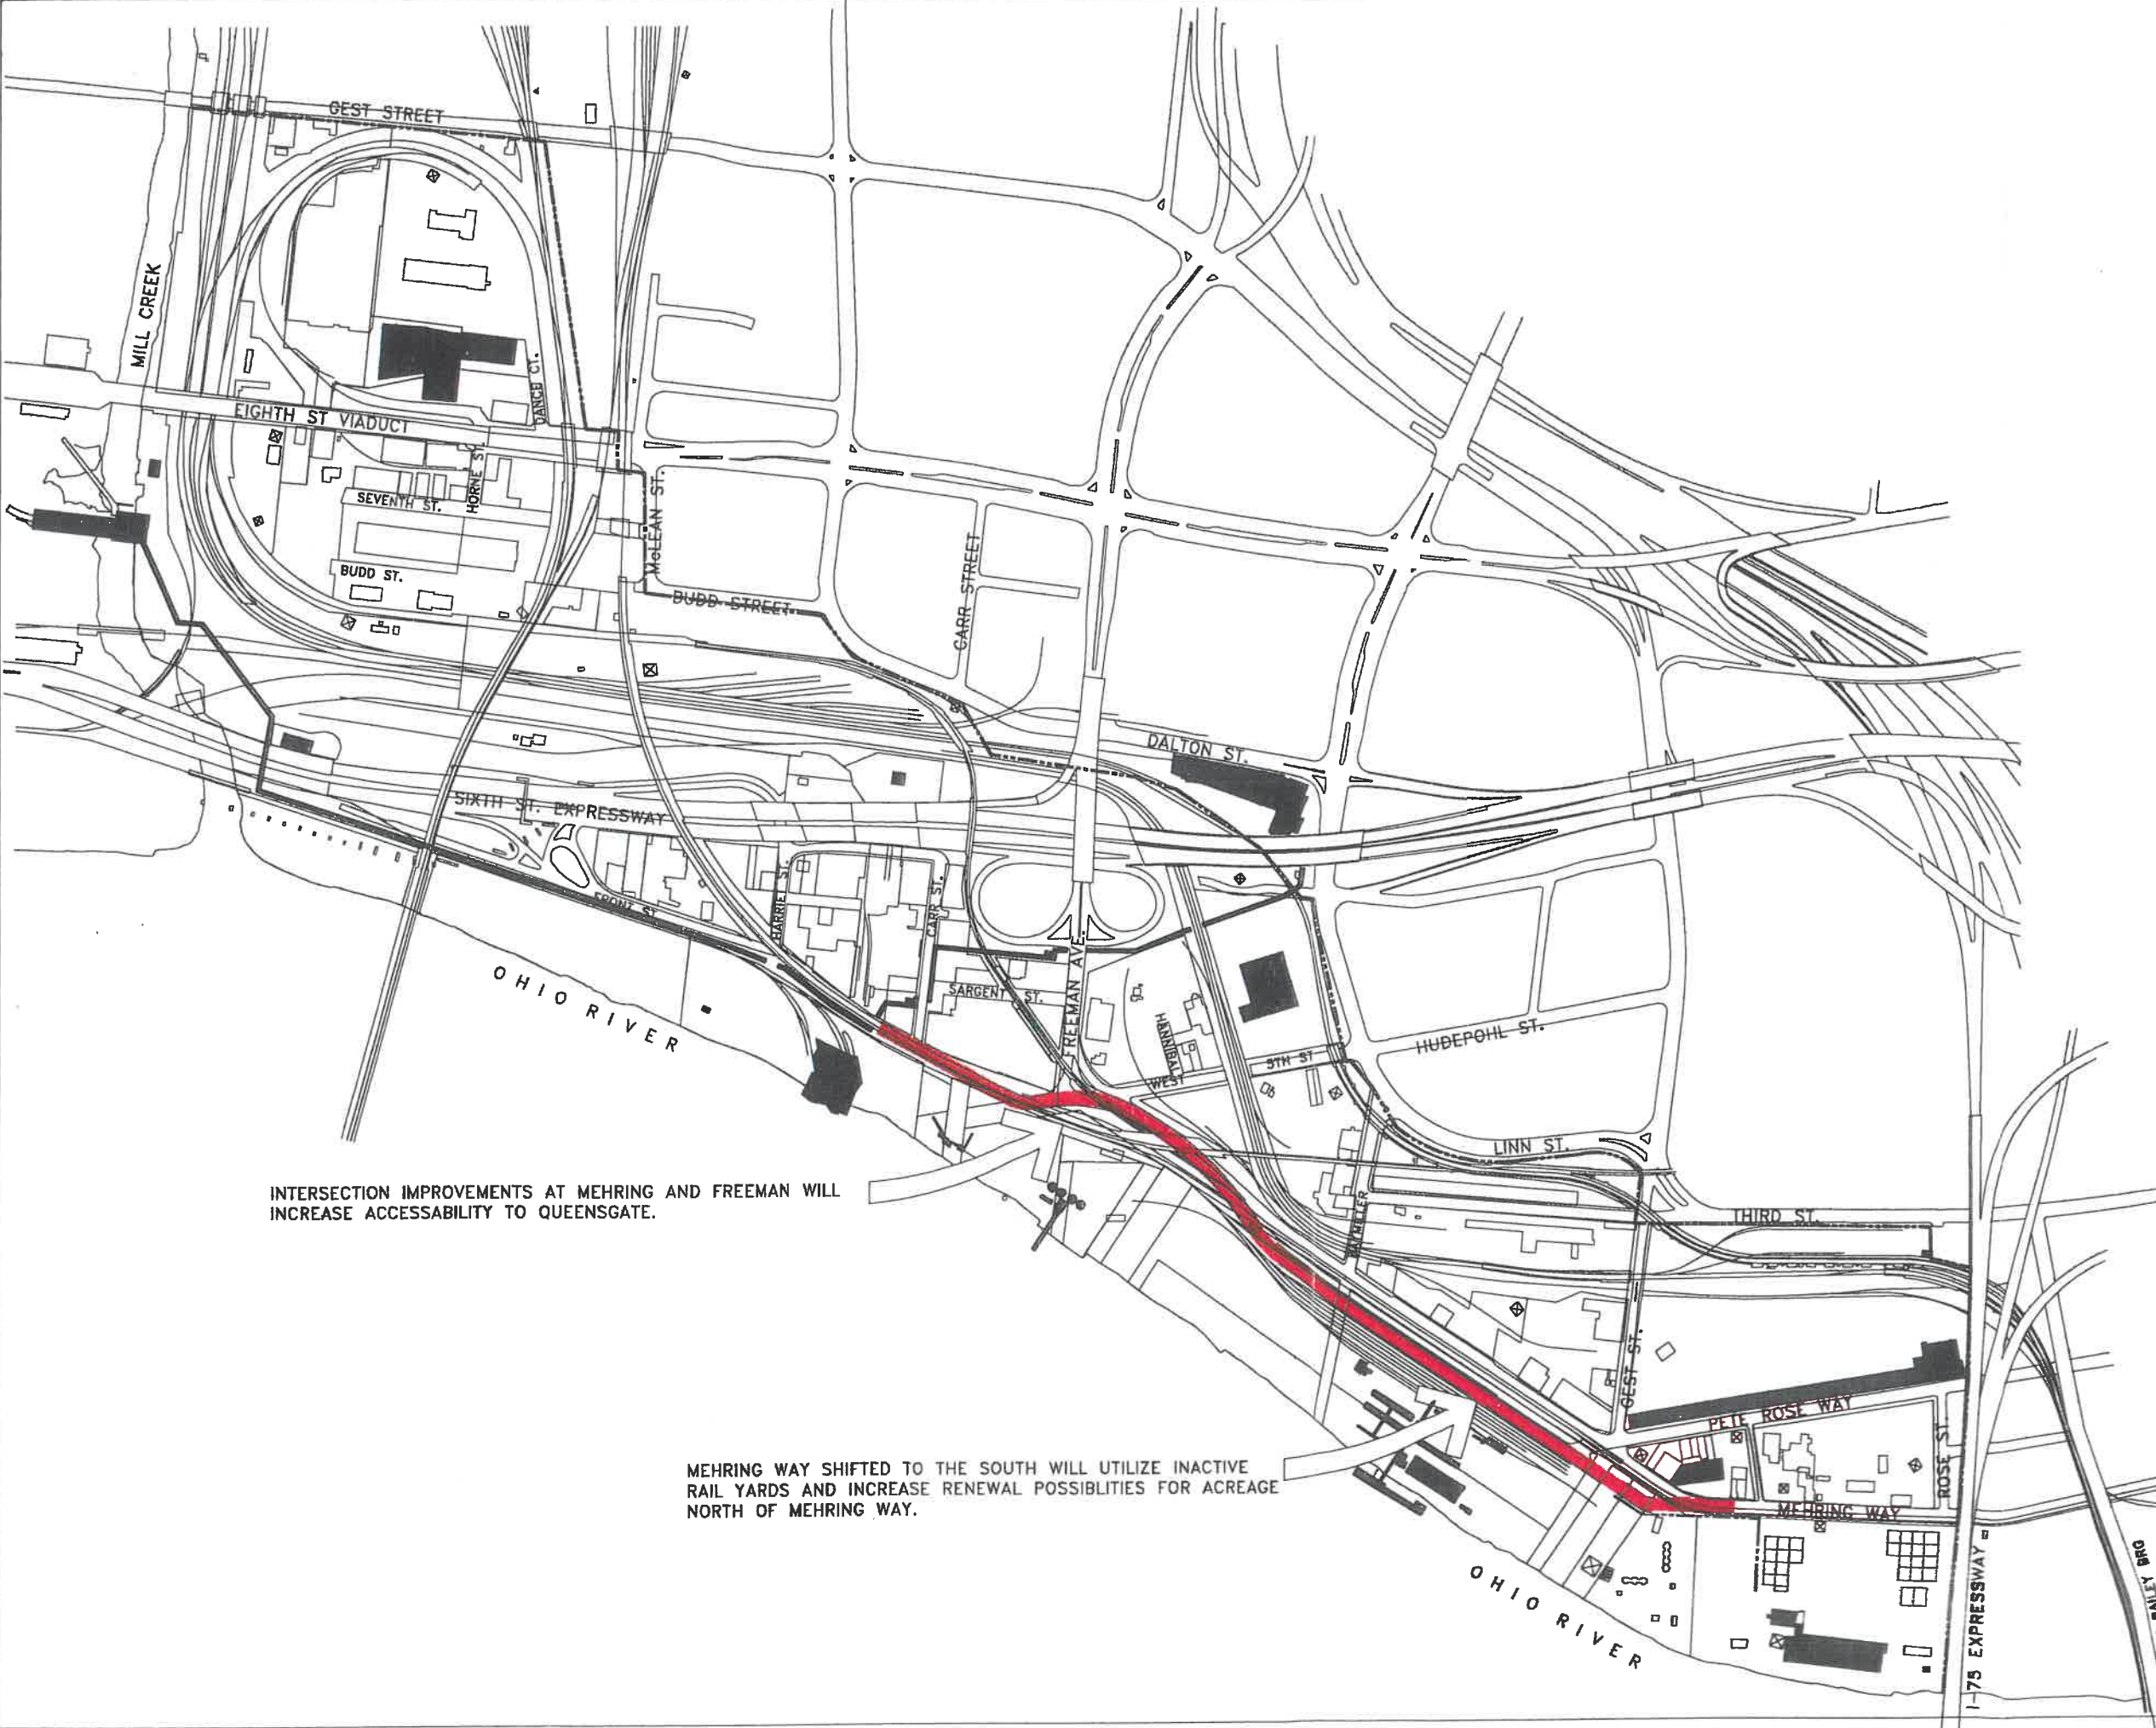 GEST STREET
MILL CREEK
DANCE CT.
EIGHTH ST VIADUCT
HORNE ST.
SEVENTH ST.
McLEAN ST.
BUDD ST.
BUDD STREET
CARR STREET
DALTON ST.
SIXTH ST. EXPRESSWAY
FRONT ST
HARRIET ST.
CARR ST.
FREEMAN AVE.
SARGENT ST.
HANNIBAL
WEST 5TH ST
HUDEPOHL ST.
OHIO RIVER
LINN ST.
INTERSECTION IMPROVEMENTS AT MEHRING AND FREEMAN WILL
INCREASE ACCESSABILITY TO QUEENSGATE.
BAYMILLER
THIRD ST.
GEST ST.
PETE ROSE WAY
ROSE ST
MEHRING WAY SHIFTED TO THE SOUTH WILL UTILIZE INACTIVE
RAIL YARDS AND INCREASE RENEWAL POSSIBLITIES FOR ACREAGE
NORTH OF MEHRING WAY.
MEHRING WAY
OHIO RIVER
I-75 EXPRESSWAY
BAILEY BRG